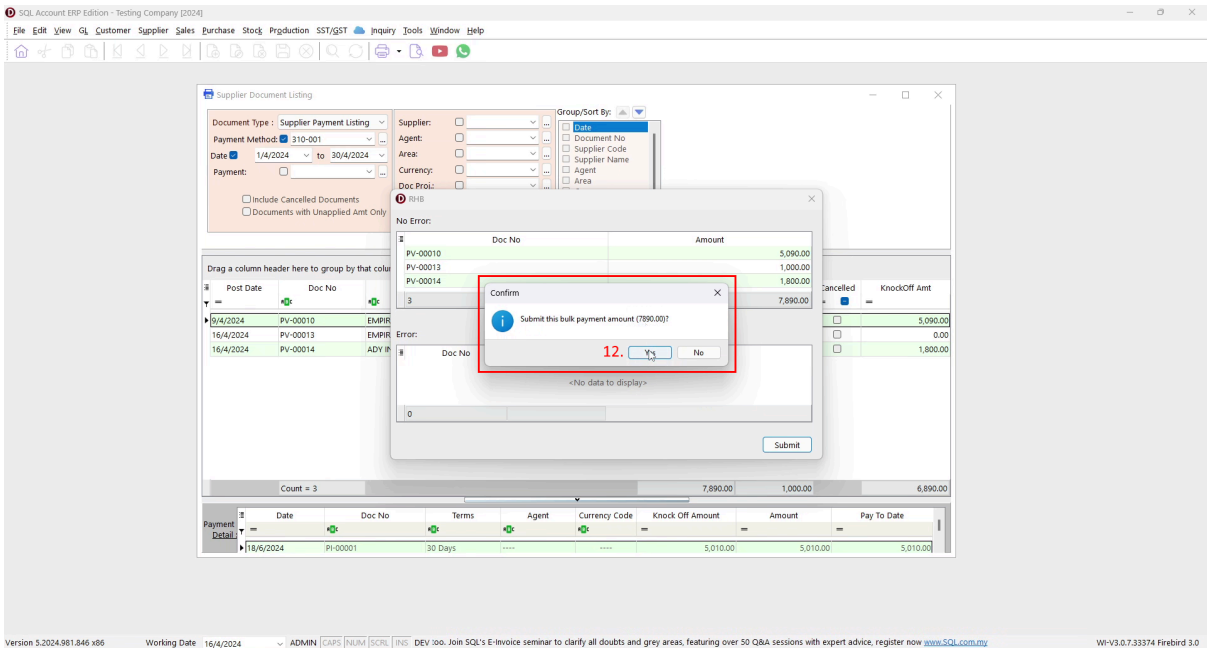 SQL Account ERP Edition - Testing Company [2024]
File Edit View GL Customer Supplier Sales Purchase Stock Production SST/GST Inquiry Tools Window Help
Supplier Document Listing
Document Type : Supplier Payment Listing
Payment Method: 310-001
Date 1/4/2024 to 30/4/2024
Payment:
Include Cancelled Documents
Documents with Unapplied Amt Only
Supplier:
Agent:
Area:
Currency:
Doc Proj.:
Group/Sort By:
Date
Document No
Supplier Code
Supplier Name
Agent
Area
RHB
No Error:
Doc No Amount
PV-00010 5,090.00
PV-00013 1,000.00
PV-00014 1,800.00
3 7,890.00
Confirm
Submit this bulk payment amount (7890.00)?
12. Yes No
Error:
Doc No
<No data to display>
0
Submit
Drag a column header here to group by that colu
Post Date Doc No Cancelled KnockOff Amt
9/4/2024 PV-00010 EMPIR 5,090.00
16/4/2024 PV-00013 EMPIR 0.00
16/4/2024 PV-00014 ADY IN 1,800.00
Count = 3 7,890.00 1,000.00 6,890.00
Payment Detail :
Date Doc No Terms Agent Currency Code Knock Off Amount Amount Pay To Date
18/6/2024 PI-00001 30 Days ---- ---- 5,010.00 5,010.00 5,010.00
Version 5.2024.981.846 x86 Working Date 16/4/2024 ADMIN CAPS NUM SCRL INS DEV :oo. Join SQL's E-Invoice seminar to clarify all doubts and grey areas, featuring over 50 Q&A sessions with expert advice, register now www.SQL.com.my WI-V3.0.7.33374 Firebird 3.0